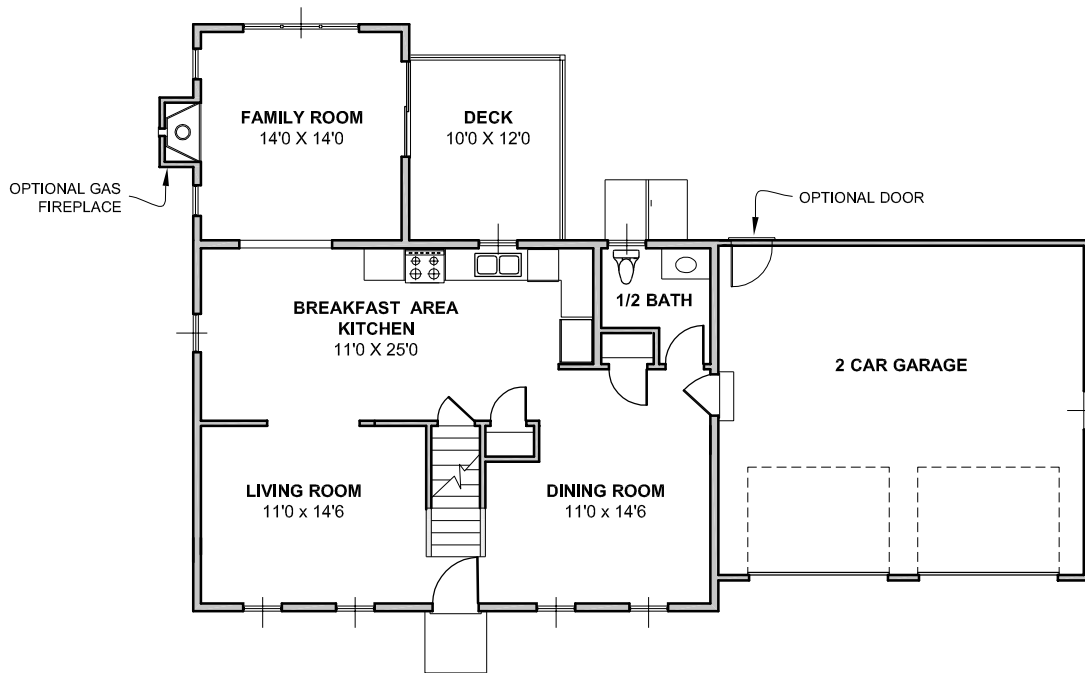 FAMILY ROOM
14'0 X 14'0
DECK
10'0 X 12'0
OPTIONAL GAS
FIREPLACE
OPTIONAL DOOR
BREAKFAST AREA
KITCHEN
11'0 X 25'0
1/2 BATH
2 CAR GARAGE
LIVING ROOM
11'0 x 14'6
DINING ROOM
11'0 x 14'6